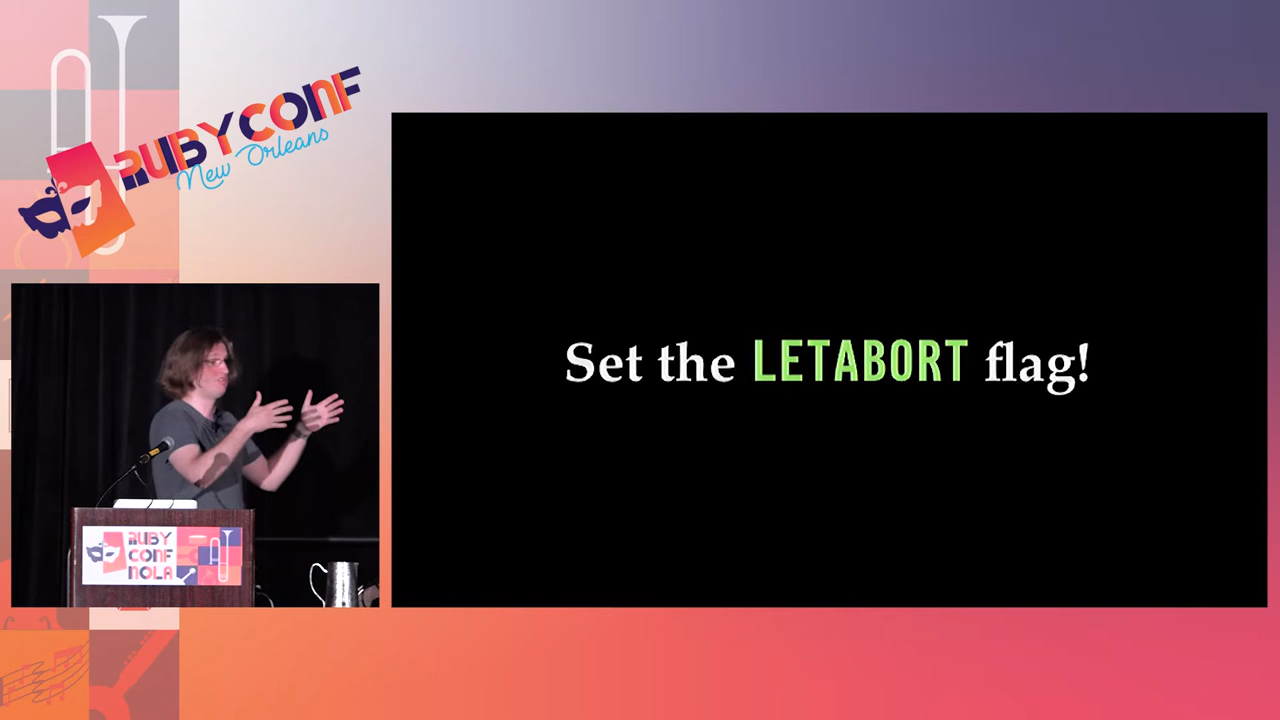 RUBYCONF
New Orleans
Set the LETABORT flag!
RUBY
CONF
NOLA